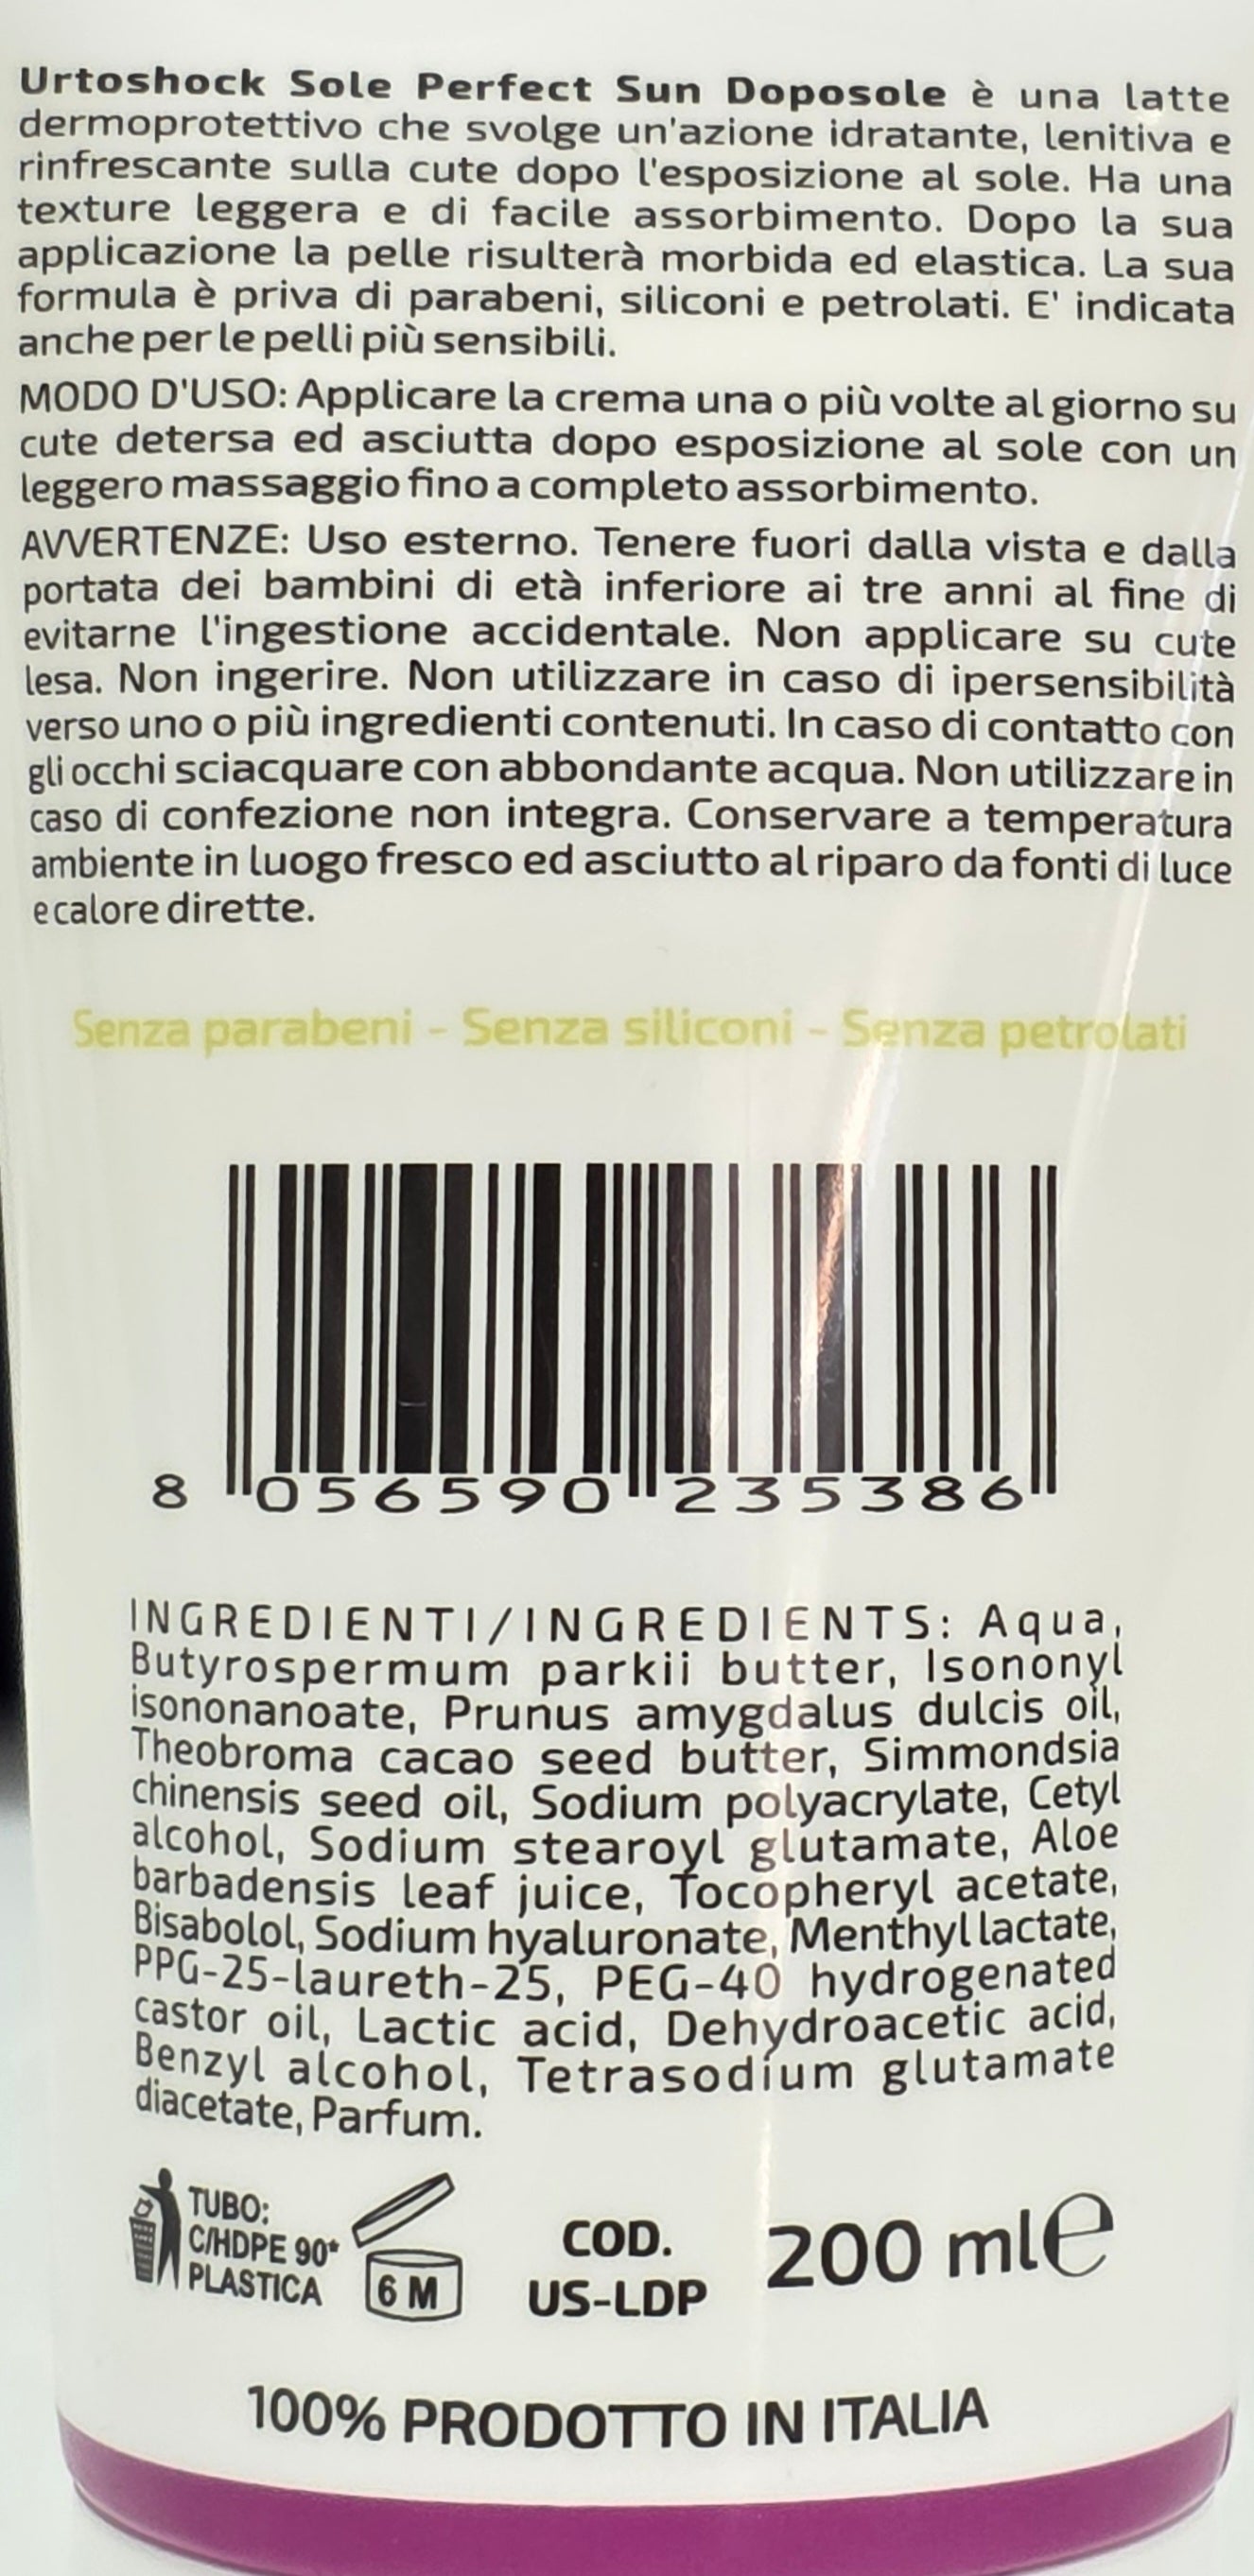 Urtoshock Sole Perfect Sun Doposole è una latte
dermoprotettivo che svolge un'azione idratante, lenitiva e
rinfrescante sulla cute dopo l'esposizione al sole. Ha una
texture leggera e di facile assorbimento. Dopo la sua
applicazione la pelle risulterà morbida ed elastica. La sua
formula è priva di parabeni, siliconi e petrolati. E' indicata
anche per le pelli più sensibili.
MODO D'USO: Applicare la crema una o più volte al giorno su
cute detersa ed asciutta dopo esposizione al sole con un
leggero massaggio fino a completo assorbimento.
AVVERTENZE: Uso esterno. Tenere fuori dalla vista e dalla
portata dei bambini di età inferiore ai tre anni al fine di
evitarne l'ingestione accidentale. Non applicare su cute
lesa. Non ingerire. Non utilizzare in caso di ipersensibilità
verso uno o più ingredienti contenuti. In caso di contatto con
gli occhi sciacquare con abbondante acqua. Non utilizzare in
caso di confezione non integra. Conservare a temperatura
ambiente in luogo fresco ed asciutto al riparo da fonti di luce
e calore dirette.
Senza parabeni - Senza siliconi - Senza petrolati
8 056590 235386
INGREDIENTI/INGREDIENTS: Aqua,
Butyrospermum parkii butter, Isononyl
isononanoate, Prunus amygdalus dulcis oil,
Theobroma cacao seed butter, Simmondsia
chinensis seed oil, Sodium polyacrylate, Cetyl
alcohol, Sodium stearoyl glutamate, Aloe
barbadensis leaf juice, Tocopheryl acetate,
Bisabolol, Sodium hyaluronate, Menthyl lactate,
PPG-25-laureth-25, PEG-40 hydrogenated
castor oil, Lactic acid, Dehydroacetic acid,
Benzyl alcohol, Tetrasodium glutamate
diacetate, Parfum.
TUBO:
C/HDPE 90*
PLASTICA
6 M
COD.
US-LDP
200 ml℮
100% PRODOTTO IN ITALIA